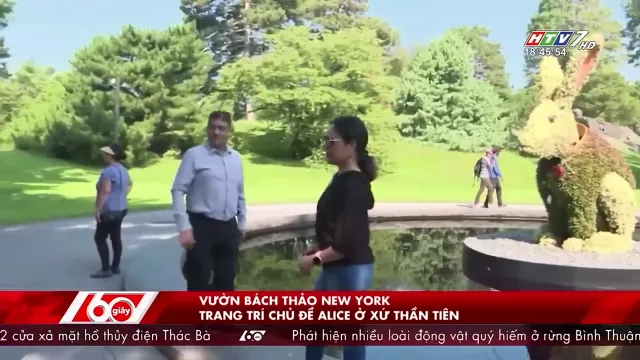 HTV7 HD
18:45:54
60 giây
VƯỜN BÁCH THẢO NEW YORK
TRANG TRÍ CHỦ ĐỀ ALICE Ở XỨ THẦN TIÊN
2 cửa xả mặt hồ thủy điện Thác Bà 60 Phát hiện nhiều loài động vật quý hiếm ở rừng Bình Thuận